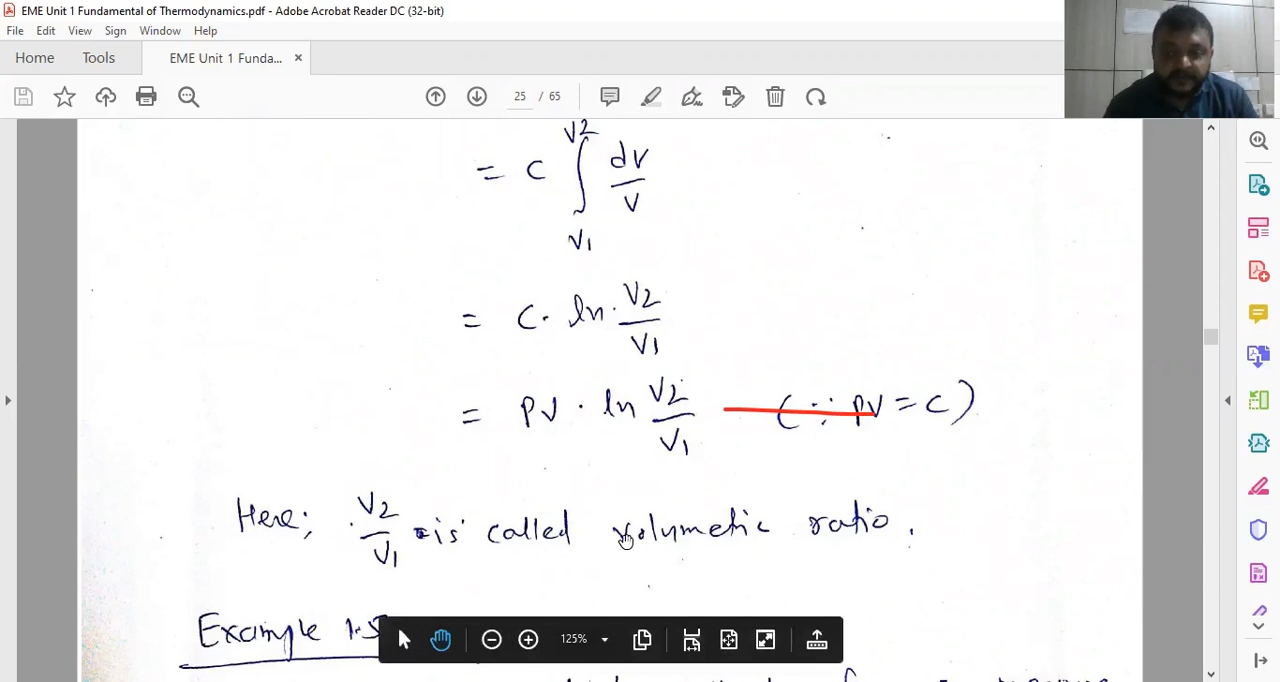 EME Unit 1 Fundamental of Thermodynamics.pdf - Adobe Acrobat Reader DC (32-bit)
File Edit View Sign Window Help
Home Tools EME Unit 1 Funda... ×
25 / 65
= C ∫ V2 V1 dV/V
= C · ln · V2/V1
= PV · ln V2/V1 (∵ PV = C)
Here; V2/V1 is called volumetic ratio.
Example 1.5
125%